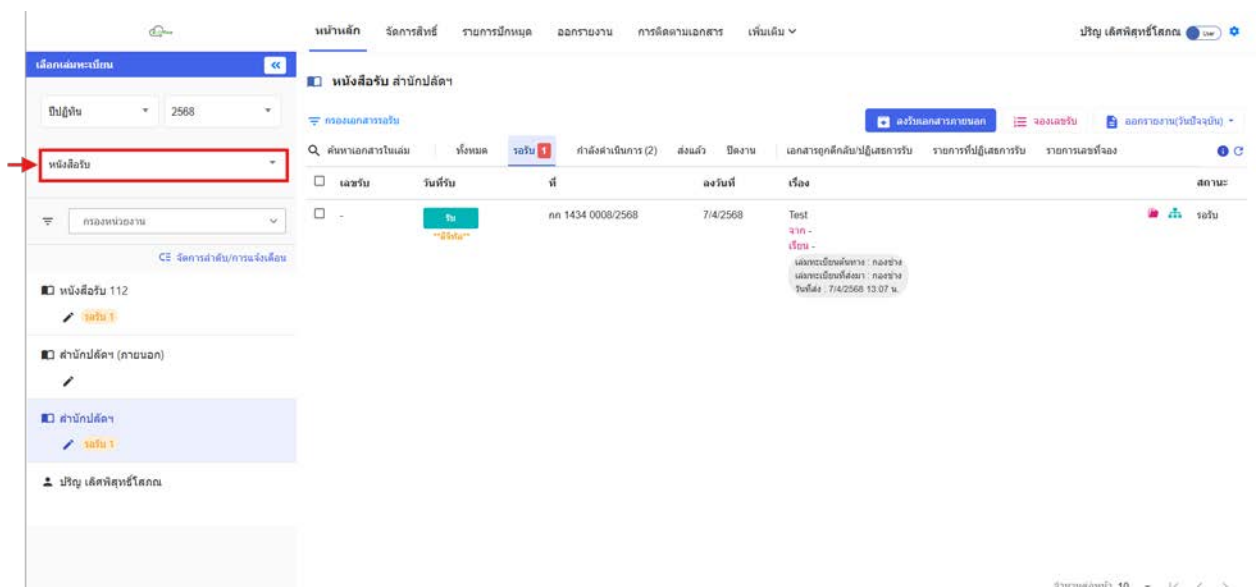 หน้าหลัก จัดการสิทธิ์ รายการปักหมุด ออกรายงาน การติดตามเอกสาร เพิ่มเติม
ปริญ เลิศพิสุทธิ์โสภณ User
เลือกเล่มทะเบียน
ปีปฏิทิน 2568
หนังสือรับ
กรองหน่วยงาน
จัดการลำดับ/การแจ้งเตือน
หนังสือรับ 112
รอรับ 1
สำนักปลัดฯ (ภายนอก)
สำนักปลัดฯ
รอรับ 1
ปริญ เลิศพิสุทธิ์โสภณ
หนังสือรับ สำนักปลัดฯ
กรองเอกสารรอรับ
ลงรับเอกสารภายนอก จองเลขรับ ออกรายงาน(วันปัจจุบัน)
ค้นหาเอกสารในเล่ม ทั้งหมด รอรับ 1 กำลังดำเนินการ (2) ส่งแล้ว ปิดงาน เอกสารถูกดึกลับ/ปฏิเสธการรับ รายการที่ปฏิเสธการรับ รายการเลขที่จอง
เลขรับ วันที่รับ ที่ ลงวันที่ เรื่อง สถานะ
- รับ กก 1434 0008/2568 7/4/2568 Test รอรับ
จาก -
เรียน -
เล่มทะเบียนต้นทาง : กองช่าง
เล่มทะเบียนที่ส่งมา : กองช่าง
วันที่ส่ง : 7/4/2568 13:07 น.